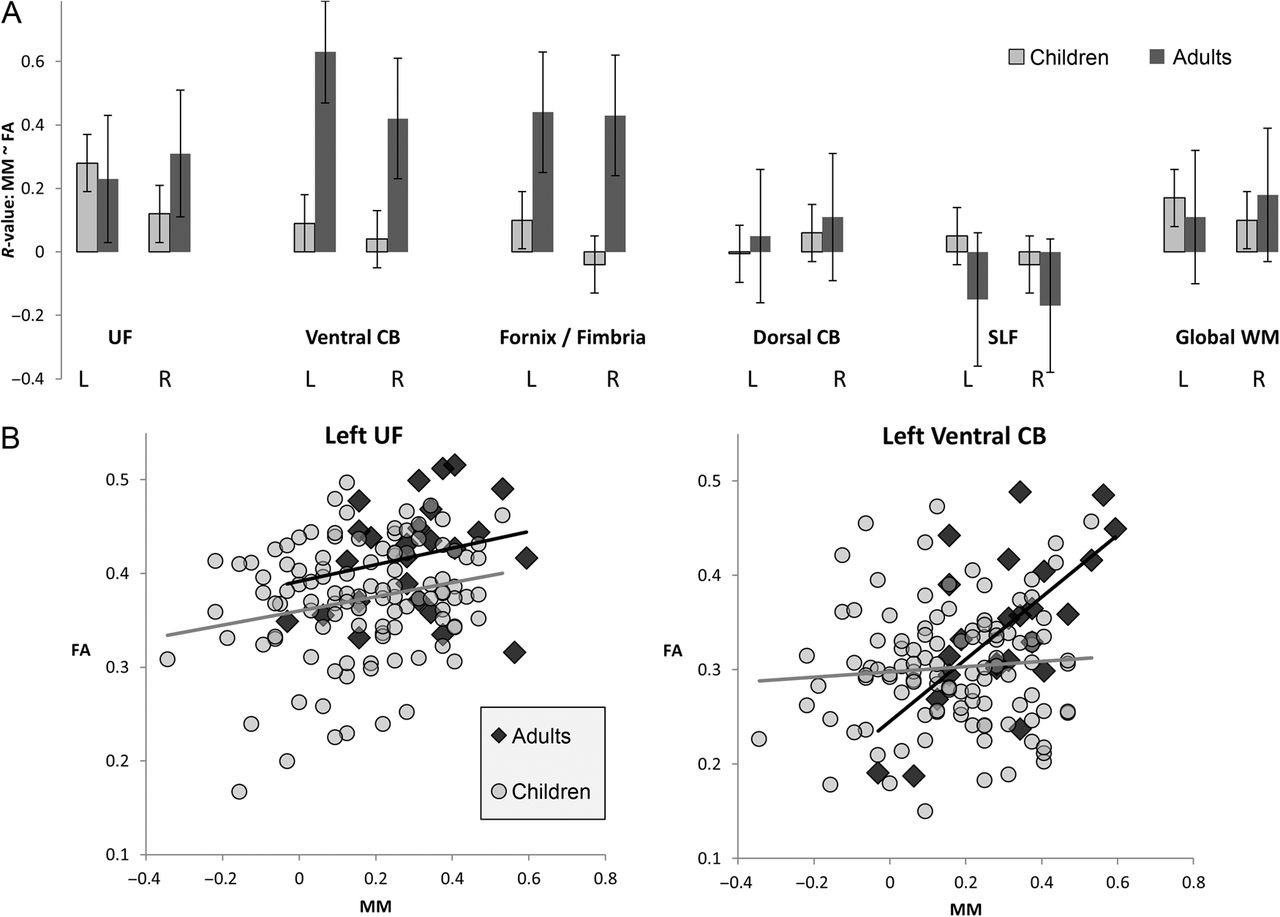 A
Children Adults
R-value: MM ~ FA
0.6
0.4
0.2
0
−0.2
−0.4
UF Ventral CB Fornix / Fimbria Dorsal CB SLF Global WM
L R L R L R L R L R L R
B
Left UF
FA
0.5
0.4
0.3
0.2
0.1
−0.4 −0.2 0 0.2 0.4 0.6 0.8
MM
Adults
Children
Left Ventral CB
FA
0.5
0.4
0.3
0.2
0.1
−0.4 −0.2 0 0.2 0.4 0.6 0.8
MM